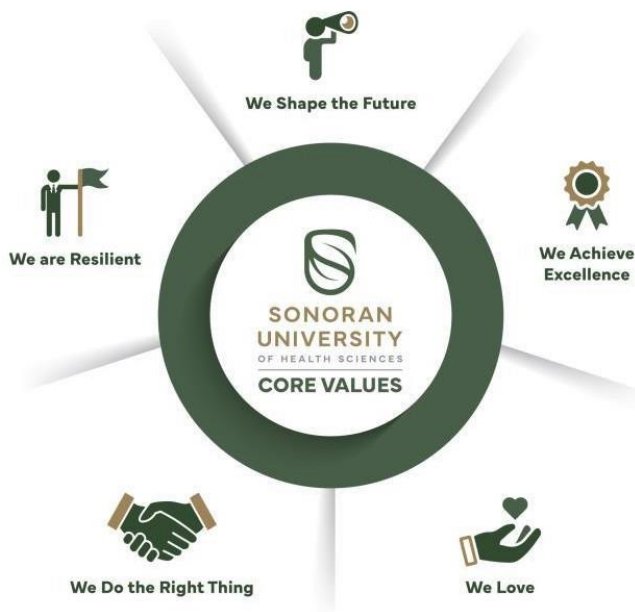 We Shape the Future
We are Resilient
We Achieve
Excellence
SONORAN
UNIVERSITY
OF HEALTH SCIENCES
CORE VALUES
We Do the Right Thing
We Love